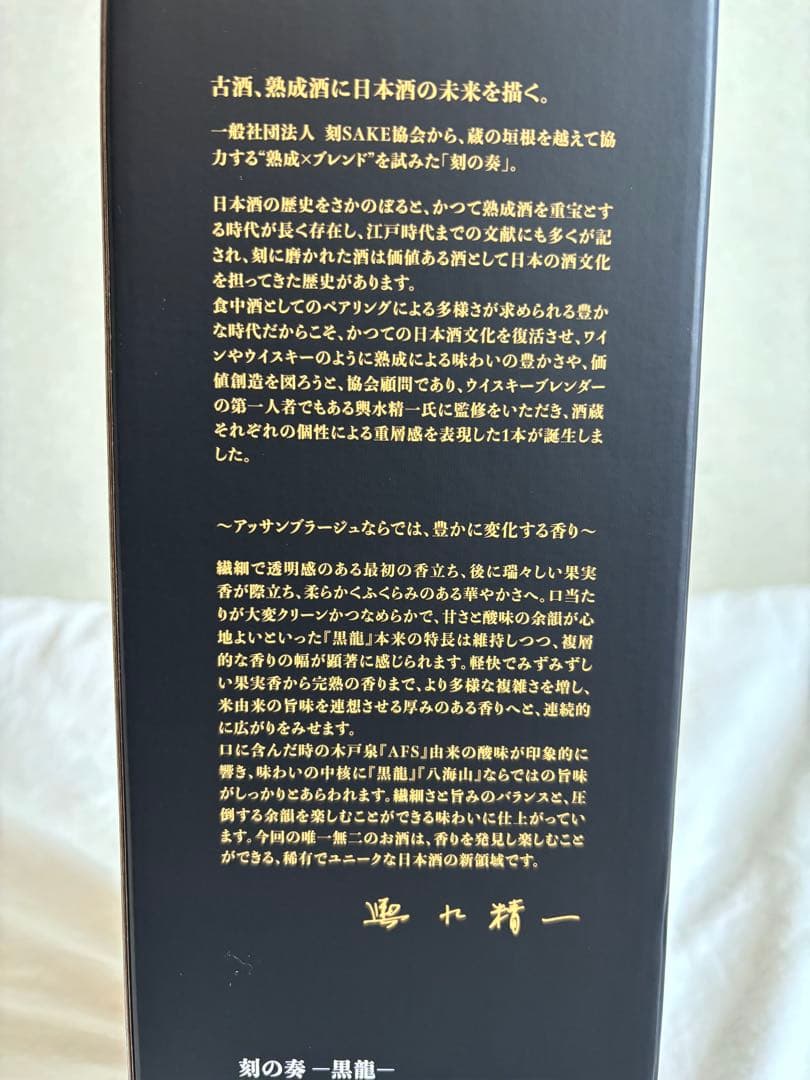 古酒、熟成酒に日本酒の未来を描く。
一般社団法人 刻SAKE協会から、蔵の垣根を越えて協
力する“熟成×ブレンド”を試みた「刻の奏」。
日本酒の歴史をさかのぼると、かつて熟成酒を重宝とす
る時代が長く存在し、江戸時代までの文献にも多くが記
され、刻に磨かれた酒は価値ある酒として日本の酒文化
を担ってきた歴史があります。
食中酒としてのペアリングによる多様さが求められる豊か
な時代だからこそ、かつての日本酒文化を復活させ、ワイ
ンやウイスキーのように熟成による味わいの豊かさや、価
値創造を図ろうと、協会顧問であり、ウイスキーブレンダー
の第一人者でもある輿水精一氏に監修をいただき、酒蔵
それぞれの個性による重層感を表現した1本が誕生しま
した。
～アッサンブラージュならでは、豊かに変化する香り～
繊細で透明感のある最初の香立ち、後に瑞々しい果実
香が際立ち、柔らかくふくらみのある華やかさへ。口当た
りが大変クリーンかつなめらかで、甘さと酸味の余韻が心
地よいといった『黒龍』本来の特長は維持しつつ、複層
的な香りの幅が顕著に感じられます。軽快でみずみずし
い果実香から完熟の香りまで、より多様な複雑さを増し、
米由来の旨味を連想させる厚みのある香りへと、連続的
に広がりをみせます。
口に含んだ時の木戸泉『AFS』由来の酸味が印象的に
響き、味わいの中核に『黒龍』『八海山』ならではの旨味
がしっかりとあらわれます。繊細さと旨みのバランスと、圧
倒する余韻を楽しむことができる味わいに仕上がってい
ます。今回の唯一無二のお酒は、香りを発見し楽しむこと
ができる、稀有でユニークな日本酒の新領域です。
輿水精一
刻の奏 ―黒龍―